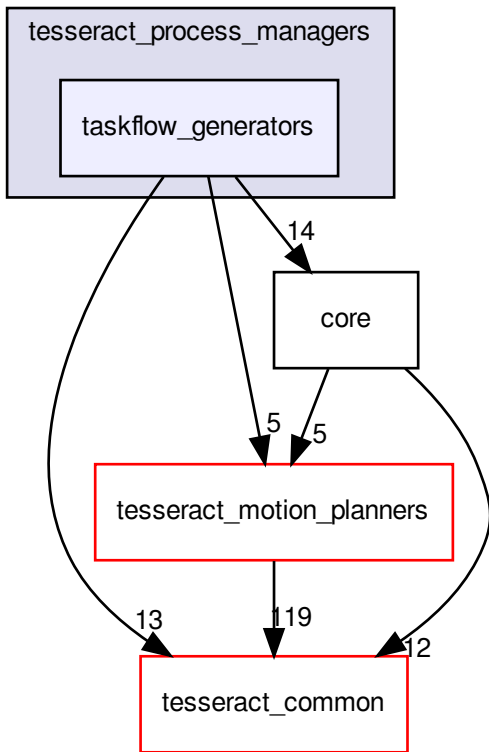 tesseract_process_managers
taskflow_generators
14
core
5
5
tesseract_motion_planners
13
119
12
tesseract_common